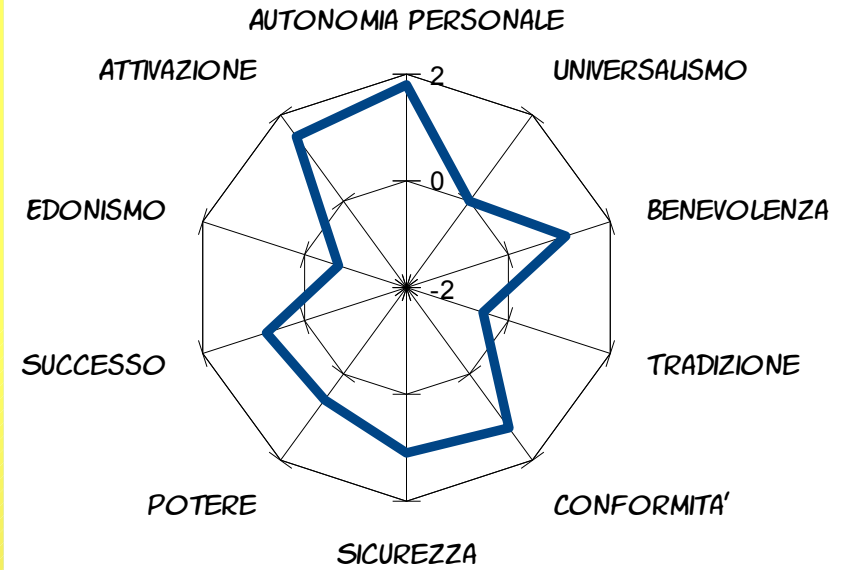 AUTONOMIA PERSONALE
ATTIVAZIONE
UNIVERSALISMO
2
0
-2
EDONISMO
BENEVOLENZA
SUCCESSO
TRADIZIONE
POTERE
CONFORMITA'
SICUREZZA